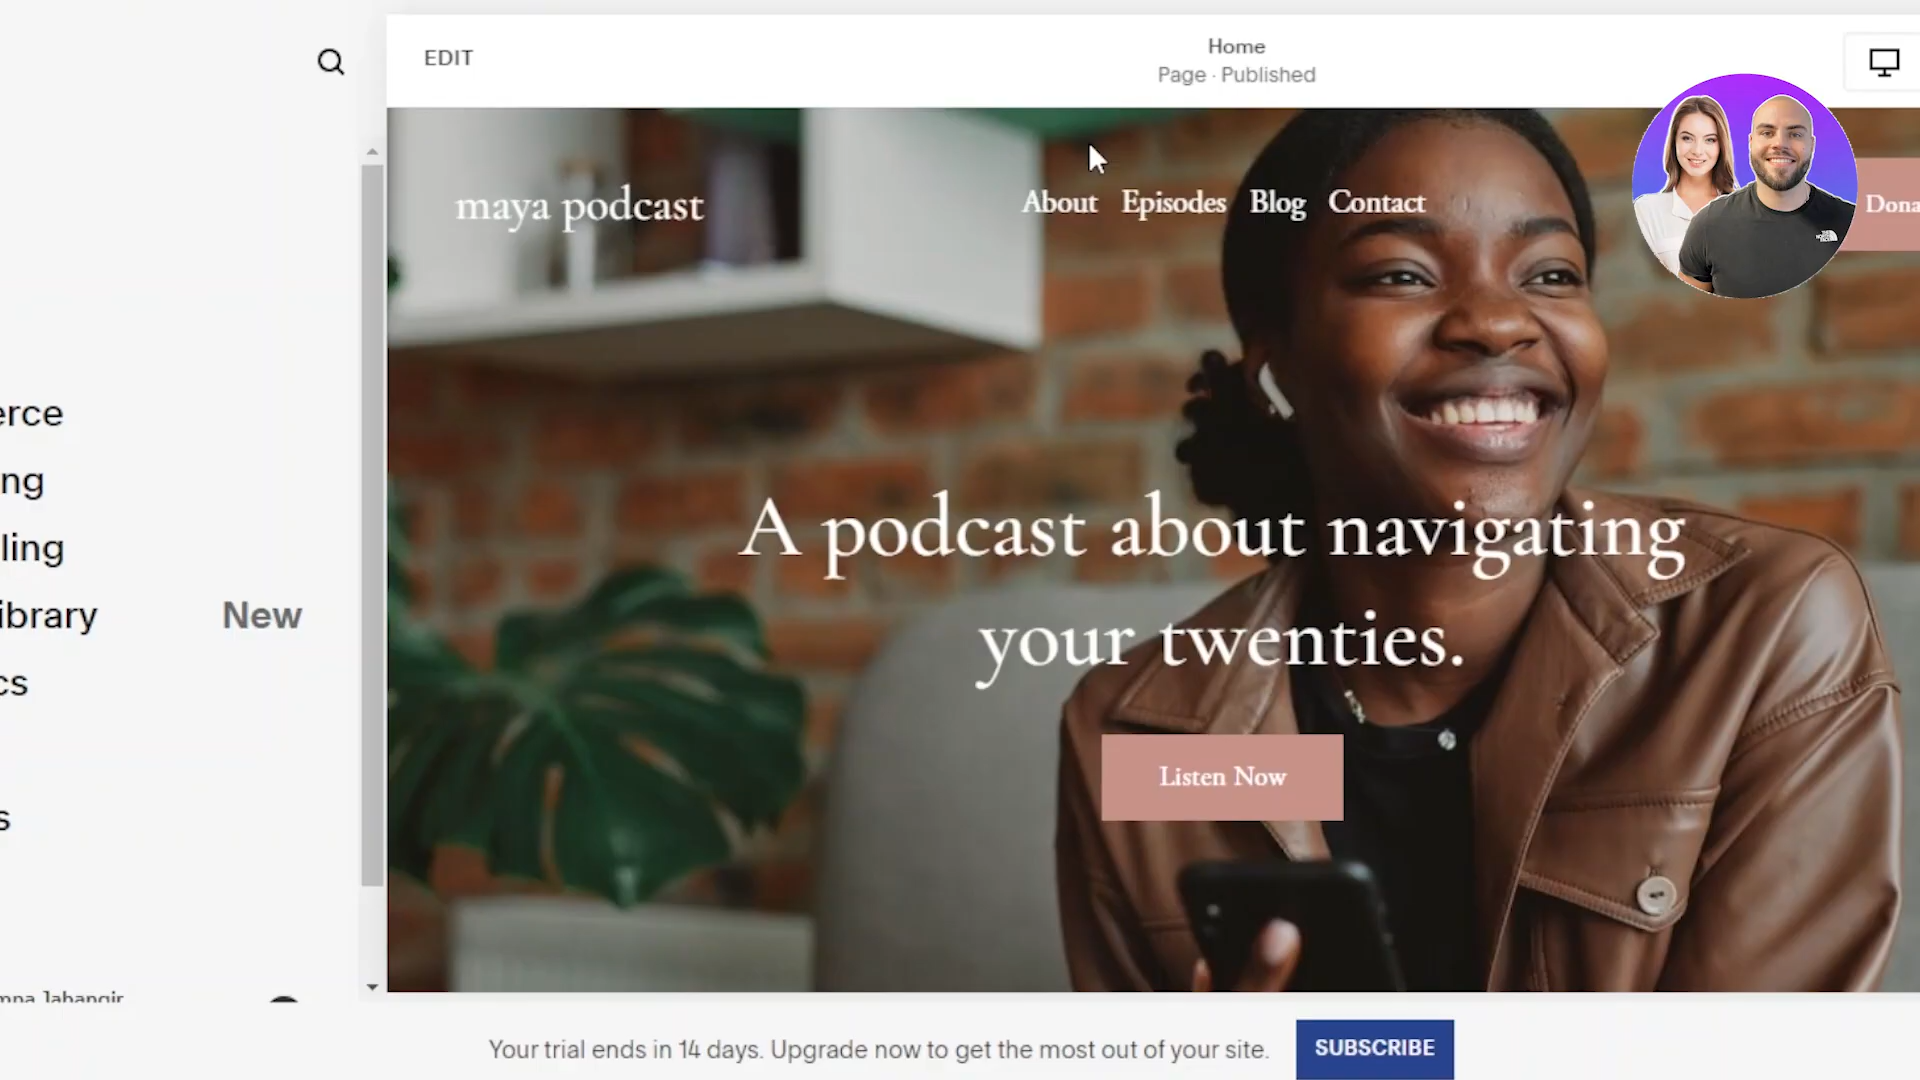 EDIT
Home
Page · Published
maya podcast
About Episodes Blog Contact
A podcast about navigating
your twenties.
Listen Now
erce
ng
ling
ibrary New
cs
s
Your trial ends in 14 days. Upgrade now to get the most out of your site.
SUBSCRIBE